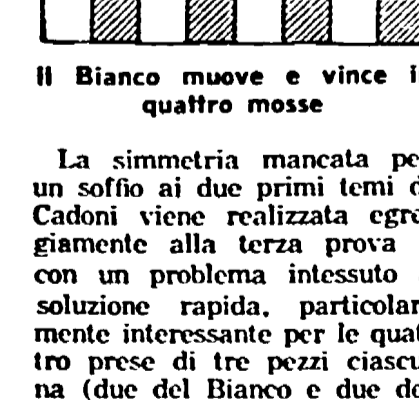 Il Bianco muove e vince i
quattro mosse
La simmetria mancata pe
un soffio ai due primi temi d
Cadoni viene realizzata egre
giamente alla terza prova
con un problema intessuto
soluzione rapida, particolar
mente interessante per le quat
tro prese di tre pezzi ciascu
na (due del Bianco e due de